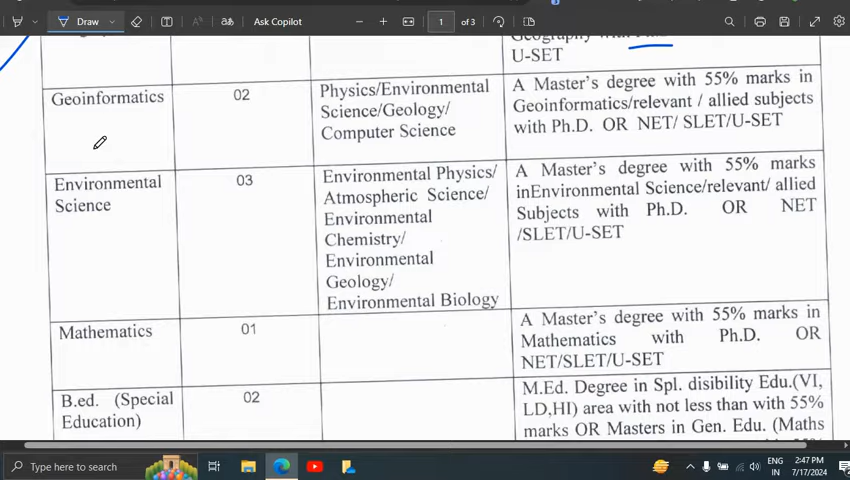 Draw
Ask Copilot
1
of 3
U-SET
Geoinformatics
02
Physics/Environmental
Science/Geology/
Computer Science
A Master's degree with 55% marks in
Geoinformatics/relevant / allied subjects
with Ph.D. OR NET/ SLET/U-SET
Environmental
Science
03
Environmental Physics/
Atmospheric Science/
Environmental
Chemistry/
Environmental
Geology/
Environmental Biology
A Master's degree with 55% marks
inEnvironmental Science/relevant/ allied
Subjects with Ph.D. OR NET
/SLET/U-SET
Mathematics
01
A Master's degree with 55% marks in
Mathematics with Ph.D. OR
NET/SLET/U-SET
B.ed. (Special
Education)
02
M.Ed. Degree in Spl. disibility Edu.(VI,
LD,HI) area with not less than with 55%
marks OR Masters in Gen. Edu. (Maths
Type here to search
ENG
IN
2:47 PM
7/17/2024